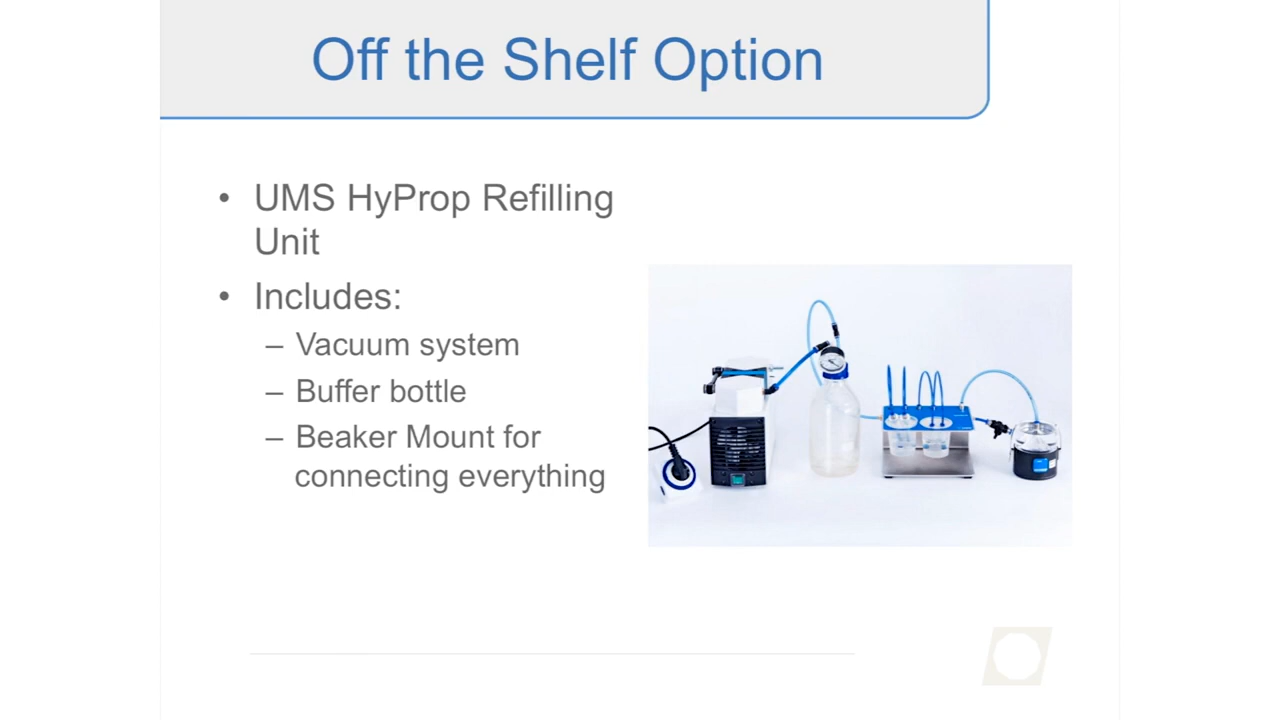 Off the Shelf Option
• UMS HyProp Refilling
Unit
• Includes:
– Vacuum system
– Buffer bottle
– Beaker Mount for
connecting everything